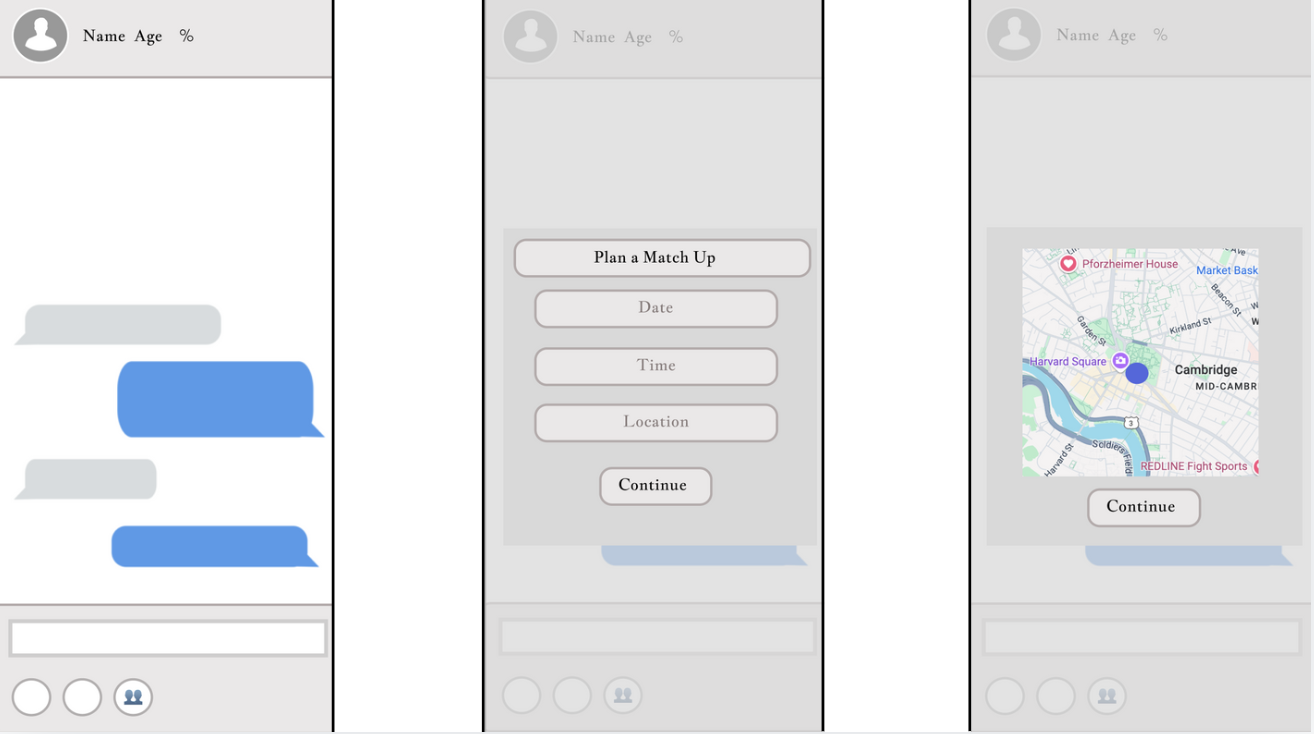 Name Age %
Name Age %
Plan a Match Up
Date
Time
Location
Continue
Name Age %
Pforzheimer House
Market Bask
Beacon St
Kirkland St
Garden St
Harvard Square
Cambridge
MID-CAMBR
3
Soldiers Field
Harvard St
REDLINE Fight Sports
Continue